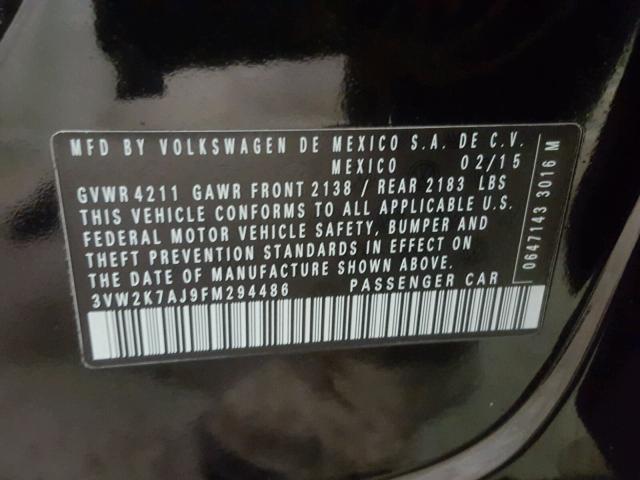 MFD BY VOLKSWAGEN DE MEXICO S.A. DE C.V.
MEXICO 02/15
GVWR 4211 GAWR FRONT 2138 / REAR 2183 LBS
THIS VEHICLE CONFORMS TO ALL APPLICABLE U.S.
FEDERAL MOTOR VEHICLE SAFETY, BUMPER AND
THEFT PREVENTION STANDARDS IN EFFECT ON
THE DATE OF MANUFACTURE SHOWN ABOVE.
3VW2K7AJ9FM294486 PASSENGER CAR
0647143 3016 M